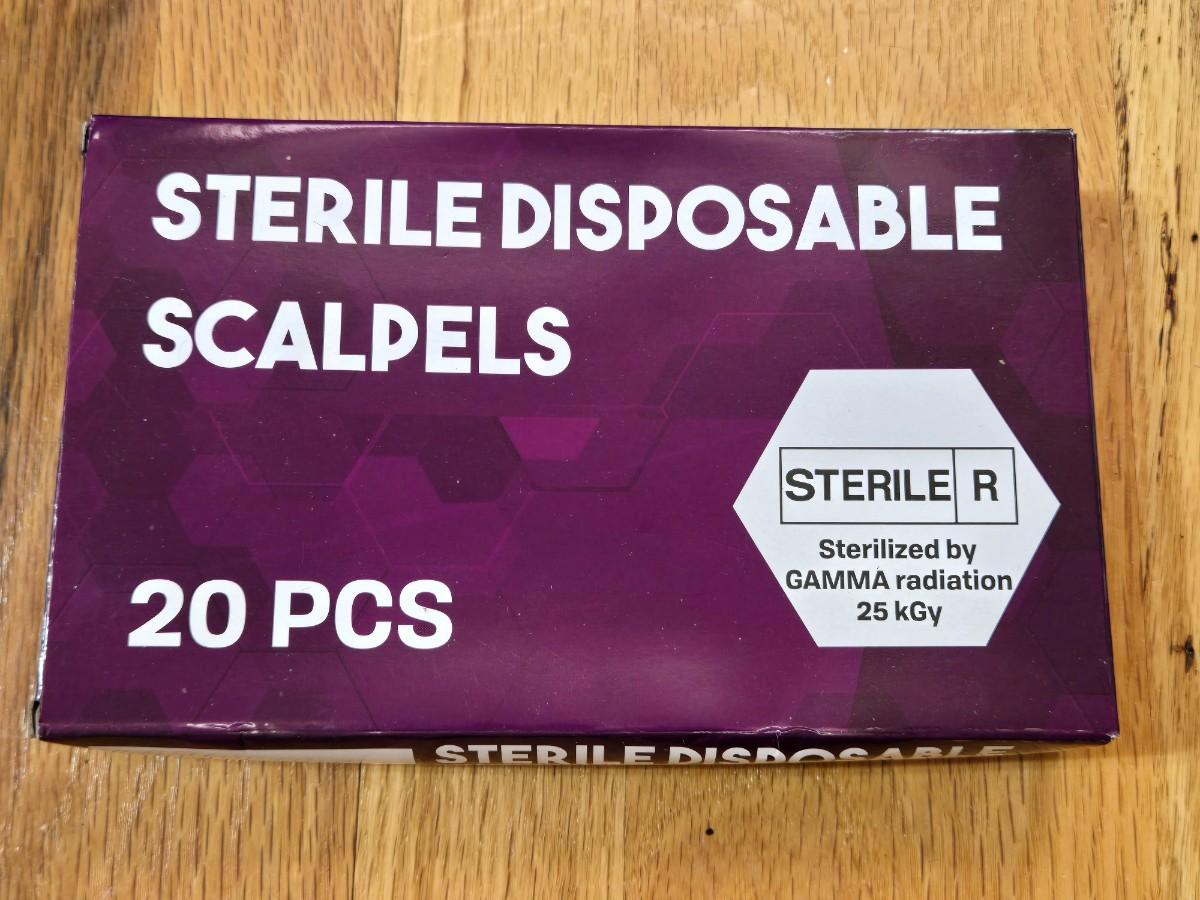 STERILE DISPOSABLE
SCALPELS
STERILE R
Sterilized by
GAMMA radiation
25 kGy
20 PCS
STERILE DISPOSABLE